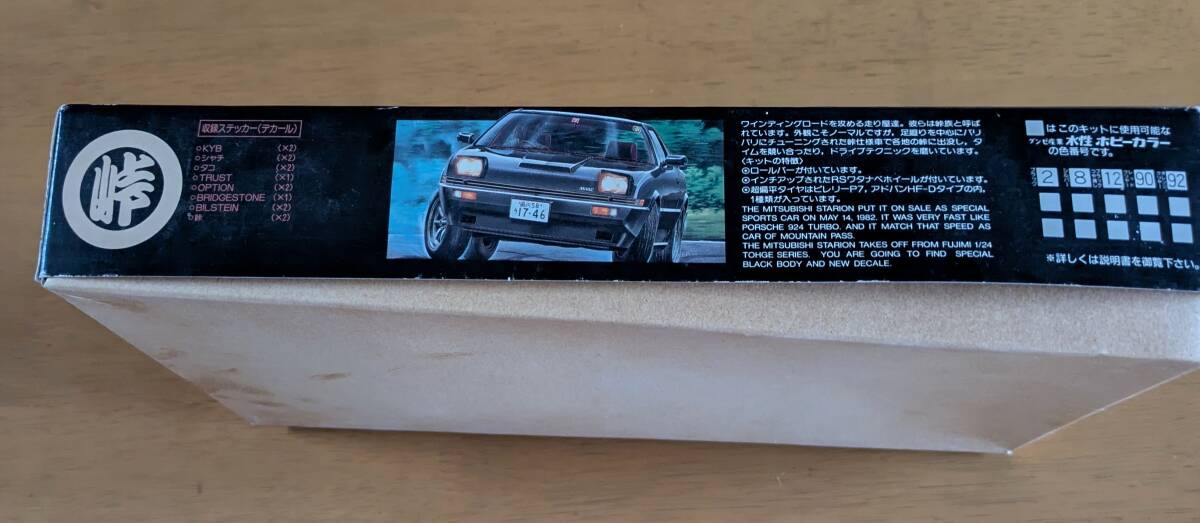 峠
収録ステッカー(デカール)
○KYB (×2)
○シャチ (×2)
○タコ (×2)
○TRUST (×1)
○OPTION (×2)
○BRIDGESTONE (×1)
○BILSTEIN (×2)
○峠 (×2)
17-46
ワインディングロードを攻める走り屋達。彼らは峠族と呼ば
れています。外観こそノーマルですが、足廻りを中心にバリ
バリにチューニングされた峠仕様車で各地の峠に出没し、タ
イムを競い合ったり、ドライブテクニックを磨いています。
〈キットの特徴〉
◉ロールバーが付いています。
◉インチアップされたRSワタナベホイールが付いています。
◉超偏平タイヤはピレリーP7, アドバンHF-Dタイプの内,
1種類が入っています。
THE MITSUBISHI STARION PUT IT ON SALE AS SPECIAL
SPORTS CAR ON MAY 14, 1982. IT WAS VERY FAST LIKE
PORSCHE 924 TURBO. AND IT MATCH THAT SPEED AS
CAR OF MOUNTAIN PASS.
THE MITSUBISHI STARION TAKES OFF FROM FUJIMI 1/24
TOHGE SERIES. YOU ARE GOING TO FIND SPECIAL
BLACK BODY AND NEW DECALE.
は このキットに使用可能な
グンゼ産業 水性 ホビーカラー
の色番号です。
2 8 12 90 92
※詳しくは説明書を御覧下さい。